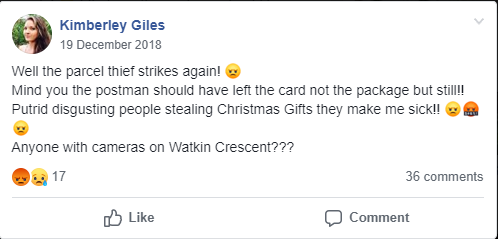 Kimberley Giles
19 December 2018
Well the parcel thief strikes again! 😠
Mind you the postman should have left the card not the package but still!!
Putrid disgusting people stealing Christmas Gifts they make me sick!! 😠🤬
😠
Anyone with cameras on Watkin Crescent???
😡😢 17 36 comments
Like Comment